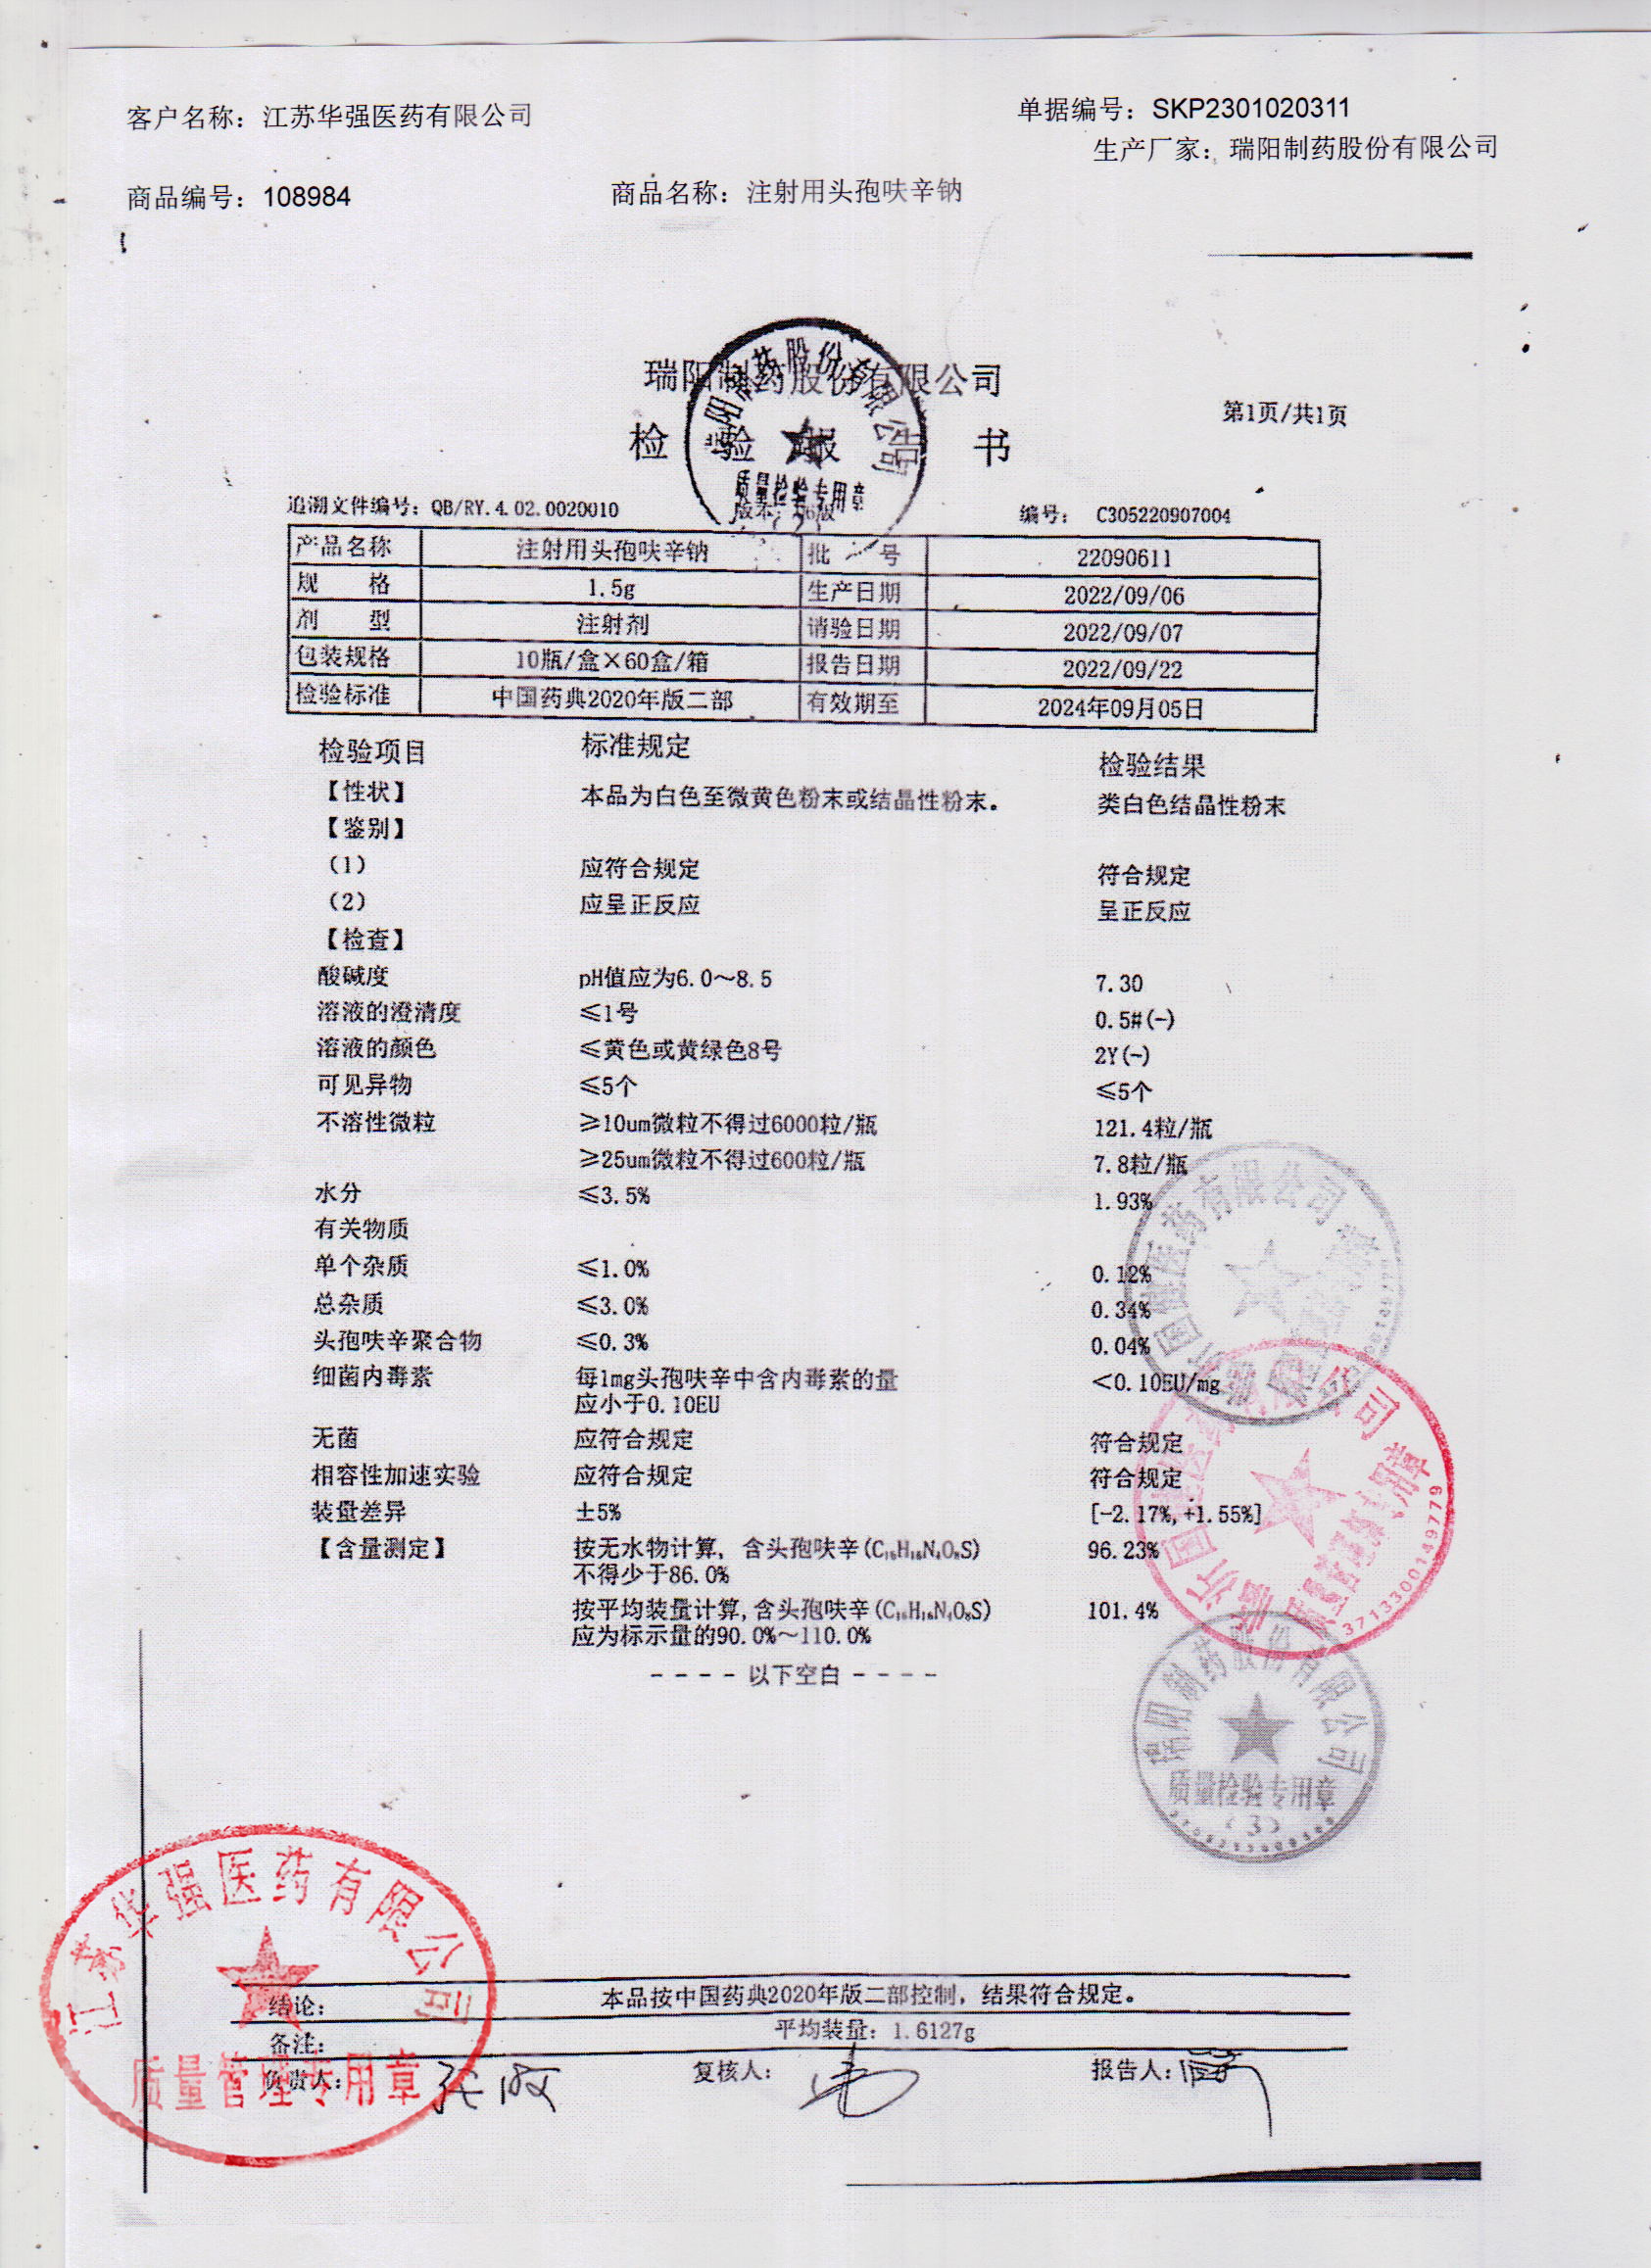 客户名称：江苏华强医药有限公司
单据编号：SKP2301020311
生产厂家：瑞阳制药股份有限公司
商品编号：108984
商品名称：注射用头孢呋辛钠
瑞阳制药股份有限公司
检 验 报 告 书
第1页/共1页
瑞阳制药股份有限公司
质量检验专用章
追溯文件编号：QB/RY.4.02.0020010
编号： C305220907004
产品名称 注射用头孢呋辛钠 批 号 22090611
规 格 1.5g 生产日期 2022/09/06
剂 型 注射剂 请验日期 2022/09/07
包装规格 10瓶/盒×60盒/箱 报告日期 2022/09/22
检验标准 中国药典2020年版二部 有效期至 2024年09月05日
检验项目 标准规定 检验结果
【性状】 本品为白色至微黄色粉末或结晶性粉末。 类白色结晶性粉末
【鉴别】
（1） 应符合规定 符合规定
（2） 应呈正反应 呈正反应
【检查】
酸碱度 pH值应为6.0～8.5 7.30
溶液的澄清度 ≤1号 0.5#(-)
溶液的颜色 ≤黄色或黄绿色8号 2Y(-)
可见异物 ≤5个 ≤5个
不溶性微粒 ≥10um微粒不得过6000粒/瓶 121.4粒/瓶
≥25um微粒不得过600粒/瓶 7.8粒/瓶
水分 ≤3.5% 1.93%
有关物质
单个杂质 ≤1.0% 0.12%
总杂质 ≤3.0% 0.34%
头孢呋辛聚合物 ≤0.3% 0.04%
细菌内毒素 每1mg头孢呋辛中含内毒素的量 <0.10EU/mg
应小于0.10EU
无菌 应符合规定 符合规定
相容性加速实验 应符合规定 符合规定
装量差异 ±5% [-2.17%,+1.55%]
【含量测定】 按无水物计算，含头孢呋辛(C₁₆H₁₆N₄O₈S) 96.23%
不得少于86.0%
按平均装量计算,含头孢呋辛(C₁₆H₁₆N₄O₈S) 101.4%
应为标示量的90.0%～110.0%
---- 以下空白 ----
3713300149779
瑞阳制药股份有限公司
质量检验专用章
（3）
江苏华强医药有限公司
质量管理专用章
结论： 本品按中国药典2020年版二部控制，结果符合规定。
备注： 平均装量：1.6127g
负责人： 复核人： 报告人：